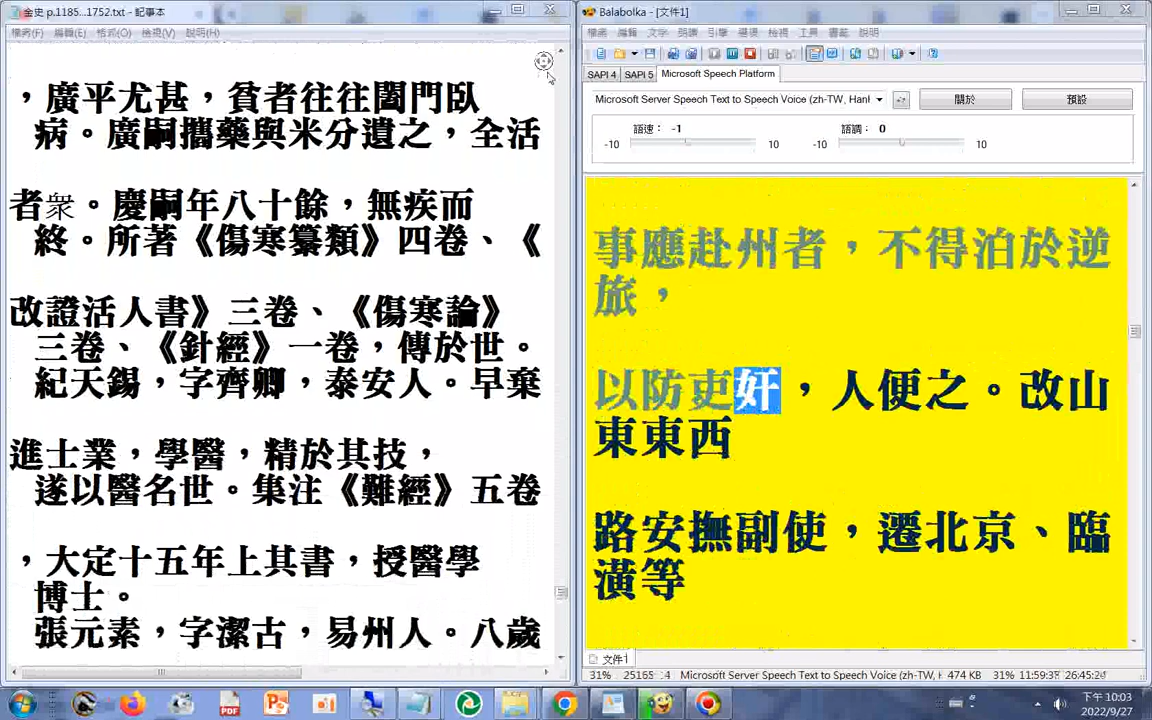 金史 p.1185...1752.txt - 記事本
檔案(F) 編輯(E) 格式(O) 檢視(V) 說明(H)
，廣平尤甚，貧者往往闔門臥
病。廣嗣攜藥與米分遺之，全活
者衆。慶嗣年八十餘，無疾而
終。所著《傷寒纂類》四卷、《
改證活人書》三卷、《傷寒論》
三卷、《針經》一卷，傳於世。
紀天錫，字齊卿，泰安人。早棄
進士業，學醫，精於其技，
遂以醫名世。集注《難經》五卷
，大定十五年上其書，授醫學
博士。
張元素，字潔古，易州人。八歲
Balabolka - [文件1]
檔案 編輯 文字 朗讀 引擎 選項 檢視 工具 書籤 說明
SAPI 4 SAPI 5 Microsoft Speech Platform
Microsoft Server Speech Text to Speech Voice (zh-TW, Hanl
關於
預設
語速： -1
語調： 0
-10 10
-10 10
事應赴州者，不得泊於逆
旅，
以防吏奸，人便之。改山
東東西
路安撫副使，遷北京、臨
潢等
文件1
31% Microsoft Server Speech Text to Speech Voice (zh-TW, H 474 KB 31%
PDF
下午 10:03
2022/9/27